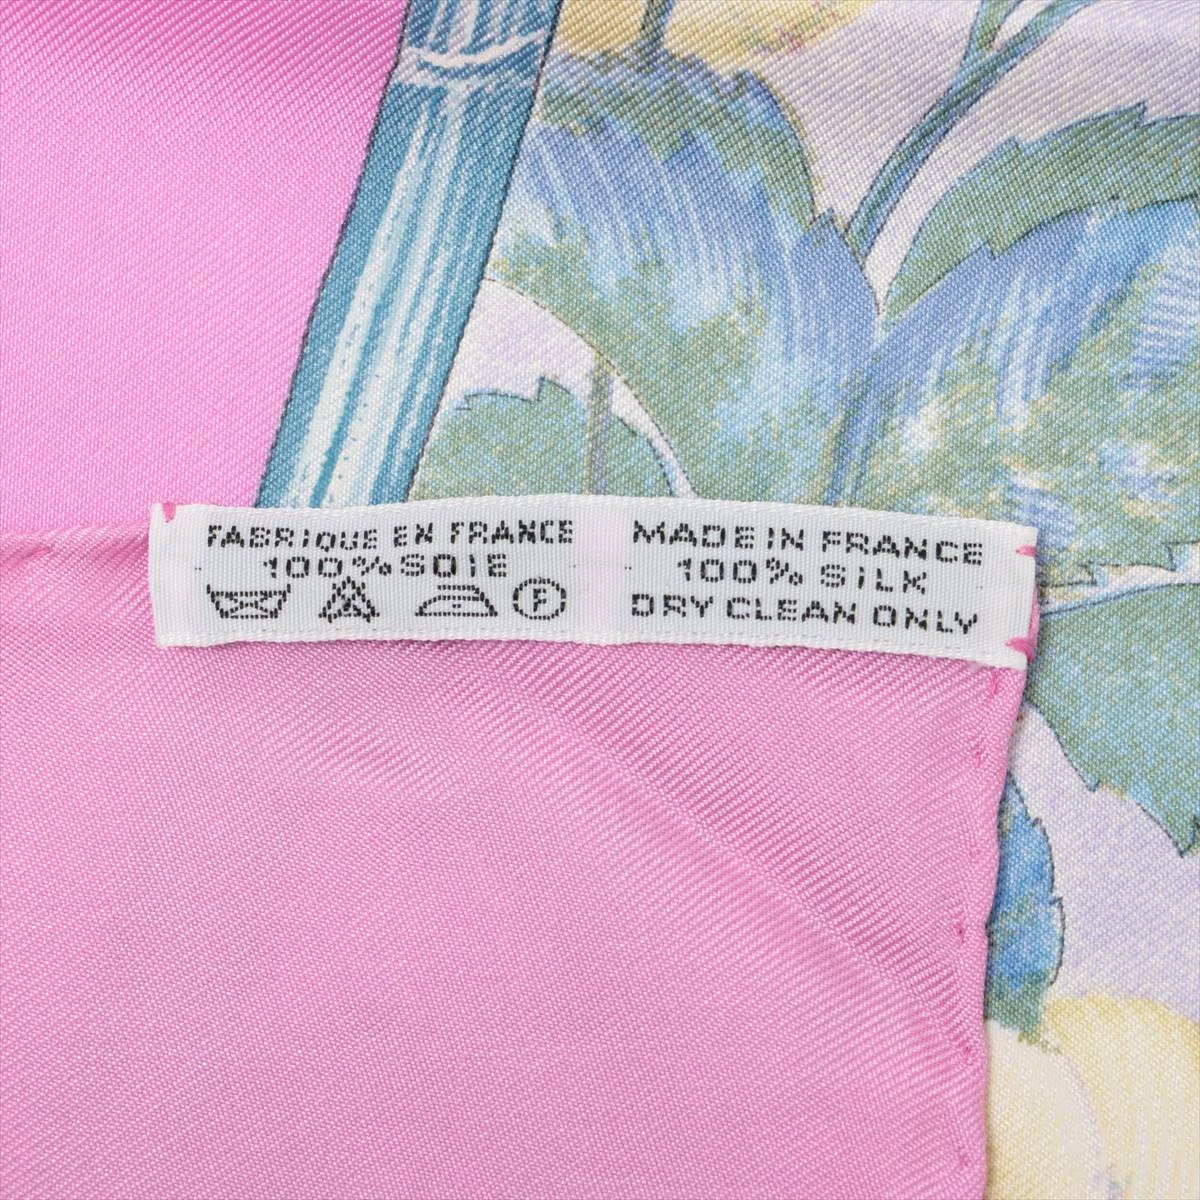 FABRIQUE EN FRANCE
100% SOIE
F
MADE IN FRANCE
100% SILK
DRY CLEAN ONLY